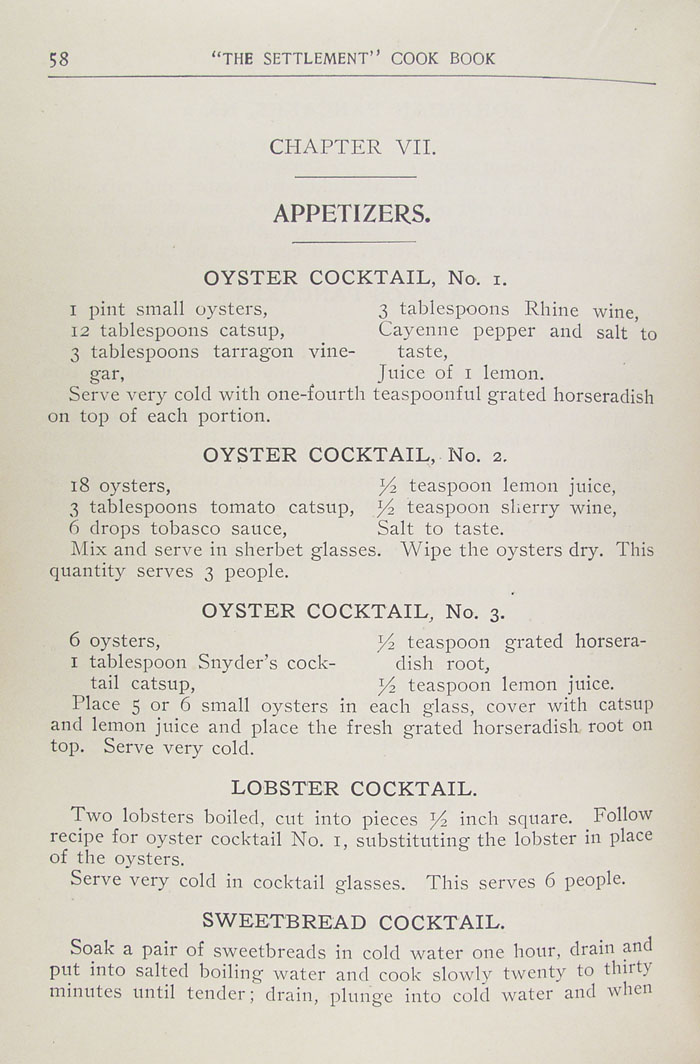 58 "THE SETTLEMENT" COOK BOOK
CHAPTER VII.
APPETIZERS.
OYSTER COCKTAIL, No. 1.
1 pint small oysters,
12 tablespoons catsup,
3 tablespoons tarragon vine-
gar,
3 tablespoons Rhine wine,
Cayenne pepper and salt to
taste,
Juice of 1 lemon.
Serve very cold with one-fourth teaspoonful grated horseradish
on top of each portion.
OYSTER COCKTAIL, No. 2.
18 oysters,
3 tablespoons tomato catsup,
6 drops tobasco sauce,
½ teaspoon lemon juice,
½ teaspoon sherry wine,
Salt to taste.
Mix and serve in sherbet glasses. Wipe the oysters dry. This
quantity serves 3 people.
OYSTER COCKTAIL, No. 3.
6 oysters,
1 tablespoon Snyder's cock-
tail catsup,
½ teaspoon grated horsera-
dish root,
½ teaspoon lemon juice.
Place 5 or 6 small oysters in each glass, cover with catsup
and lemon juice and place the fresh grated horseradish root on
top. Serve very cold.
LOBSTER COCKTAIL.
Two lobsters boiled, cut into pieces ½ inch square. Follow
recipe for oyster cocktail No. 1, substituting the lobster in place
of the oysters.
Serve very cold in cocktail glasses. This serves 6 people.
SWEETBREAD COCKTAIL.
Soak a pair of sweetbreads in cold water one hour, drain and
put into salted boiling water and cook slowly twenty to thirty
minutes until tender; drain, plunge into cold water and when